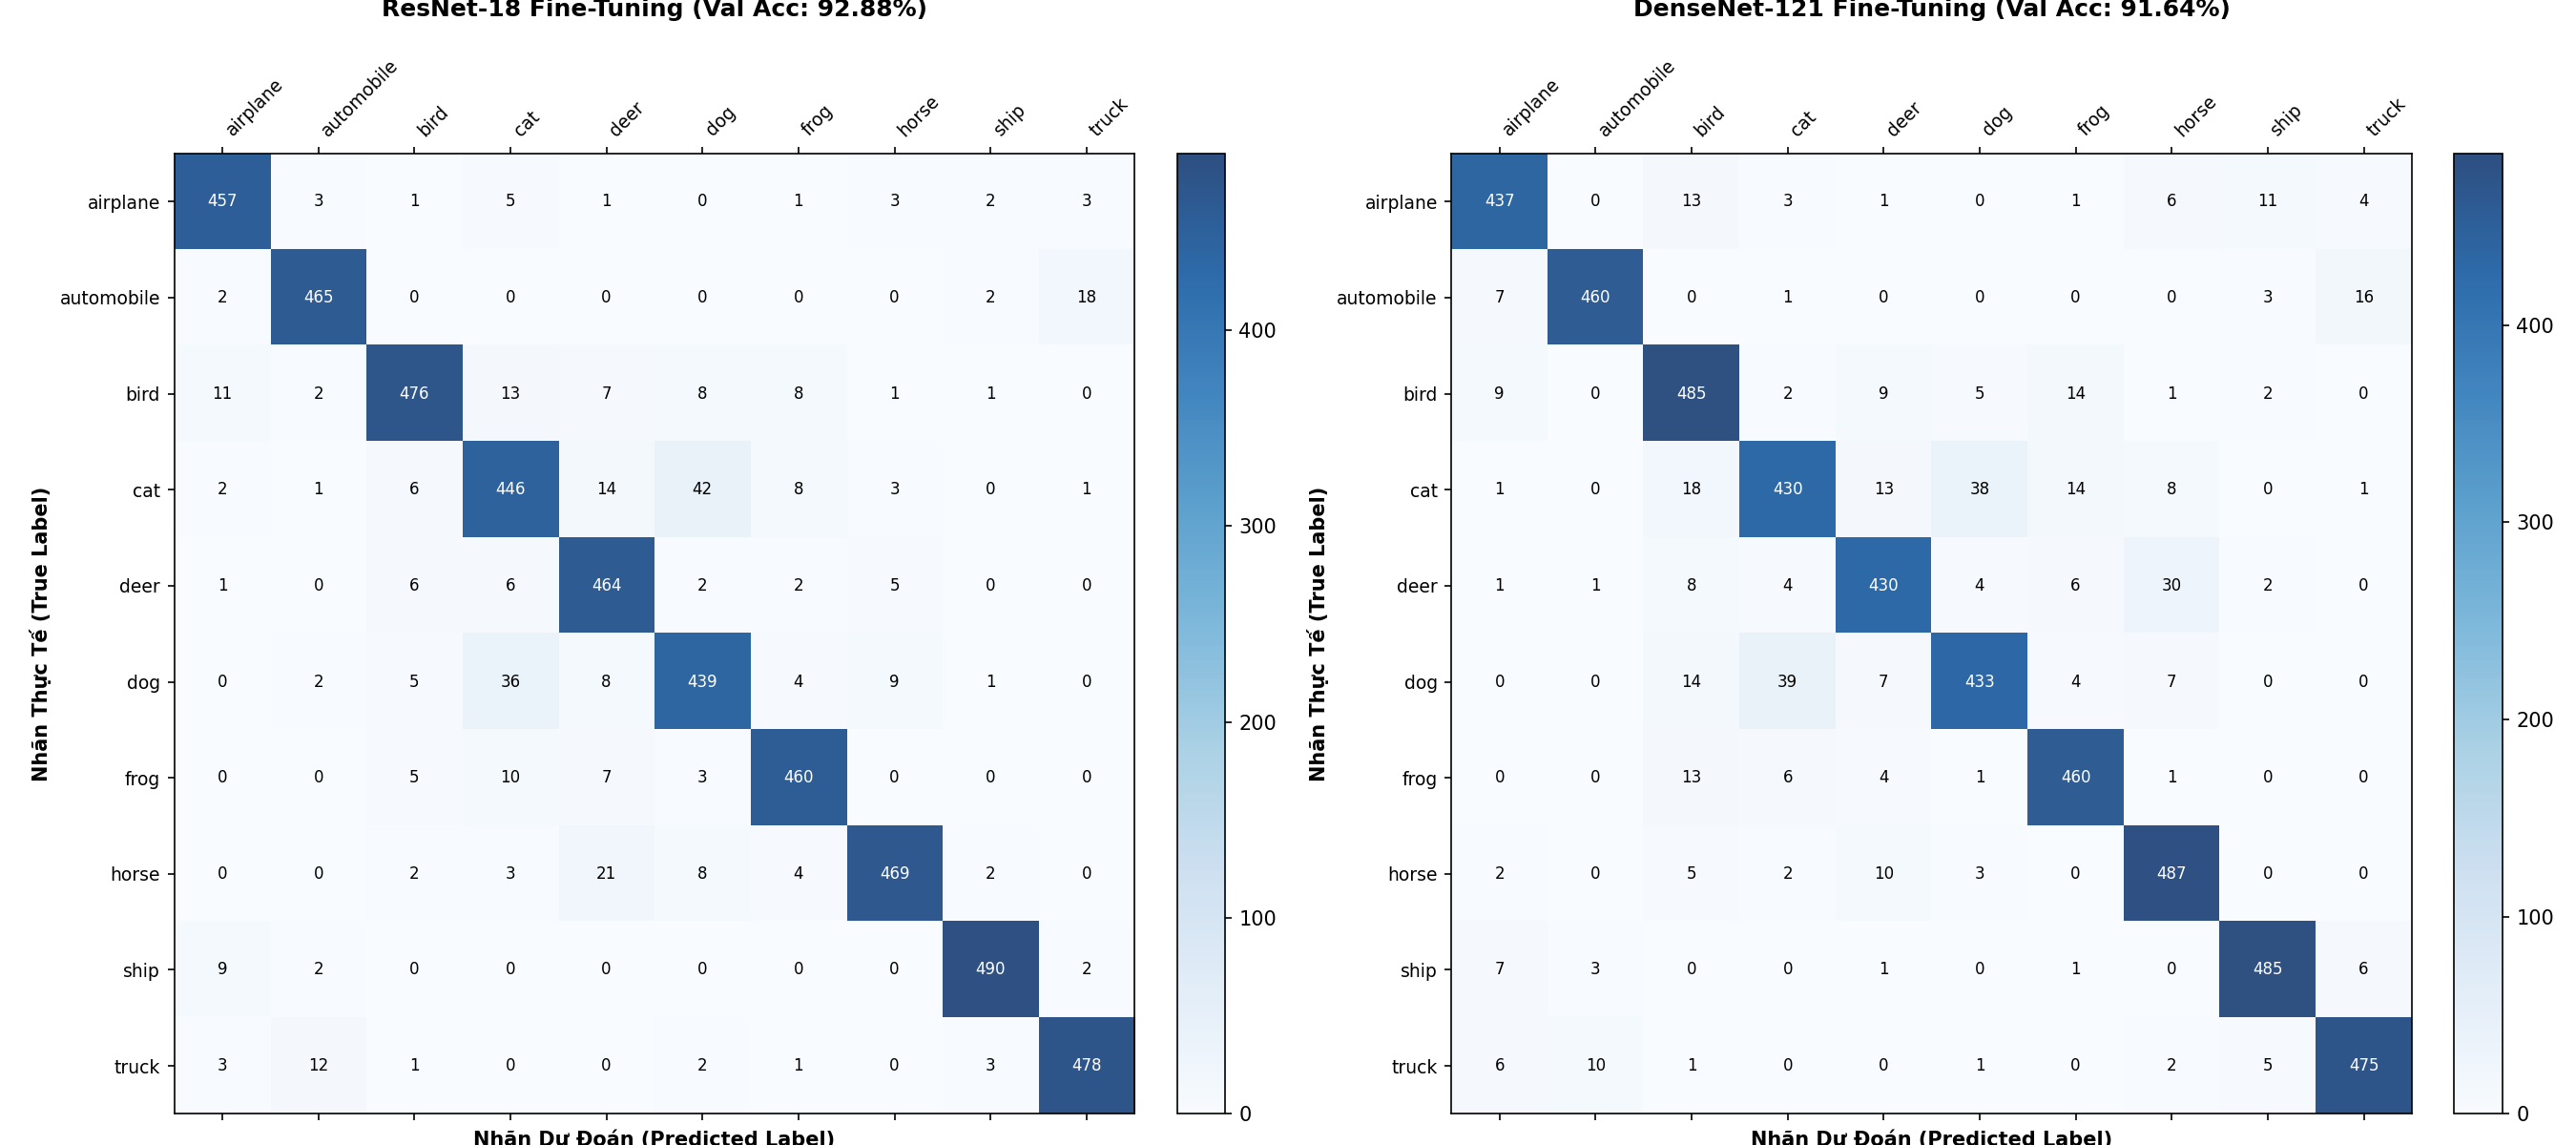 ResNet-18 Fine-Tuning (Val Acc: 92.88%)
airplane automobile bird cat deer dog frog horse ship truck
airplane 457 3 1 5 1 0 1 3 2 3
automobile 2 465 0 0 0 0 0 0 2 18
bird 11 2 476 13 7 8 8 1 1 0
cat 2 1 6 446 14 42 8 3 0 1
deer 1 0 6 6 464 2 2 5 0 0
dog 0 2 5 36 8 439 4 9 1 0
frog 0 0 5 10 7 3 460 0 0 0
horse 0 0 2 3 21 8 4 469 2 0
ship 9 2 0 0 0 0 0 0 490 2
truck 3 12 1 0 0 2 1 0 3 478
Nhãn Thực Tế (True Label)
Nhãn Dự Đoán (Predicted Label)
400
300
200
100
0
DenseNet-121 Fine-Tuning (Val Acc: 91.64%)
airplane automobile bird cat deer dog frog horse ship truck
airplane 437 0 13 3 1 0 1 6 11 4
automobile 7 460 0 1 0 0 0 0 3 16
bird 9 0 485 2 9 5 14 1 2 0
cat 1 0 18 430 13 38 14 8 0 1
deer 1 1 8 4 430 4 6 30 2 0
dog 0 0 14 39 7 433 4 7 0 0
frog 0 0 13 6 4 1 460 1 0 0
horse 2 0 5 2 10 3 0 487 0 0
ship 7 3 0 0 1 0 1 0 485 6
truck 6 10 1 0 0 1 0 2 5 475
Nhãn Thực Tế (True Label)
Nhãn Dự Đoán (Predicted Label)
400
300
200
100
0